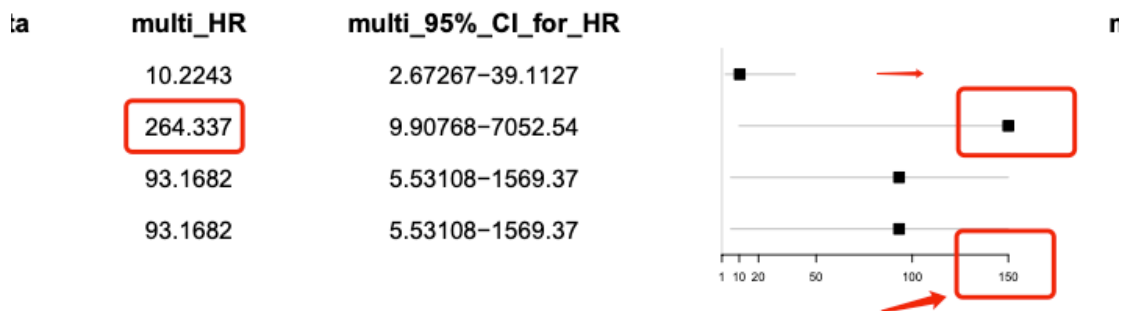 ta multi_HR multi_95%_CI_for_HR
10.2243 2.67267−39.1127
264.337 9.90768−7052.54
93.1682 5.53108−1569.37
93.1682 5.53108−1569.37
1 10 20 50 100 150